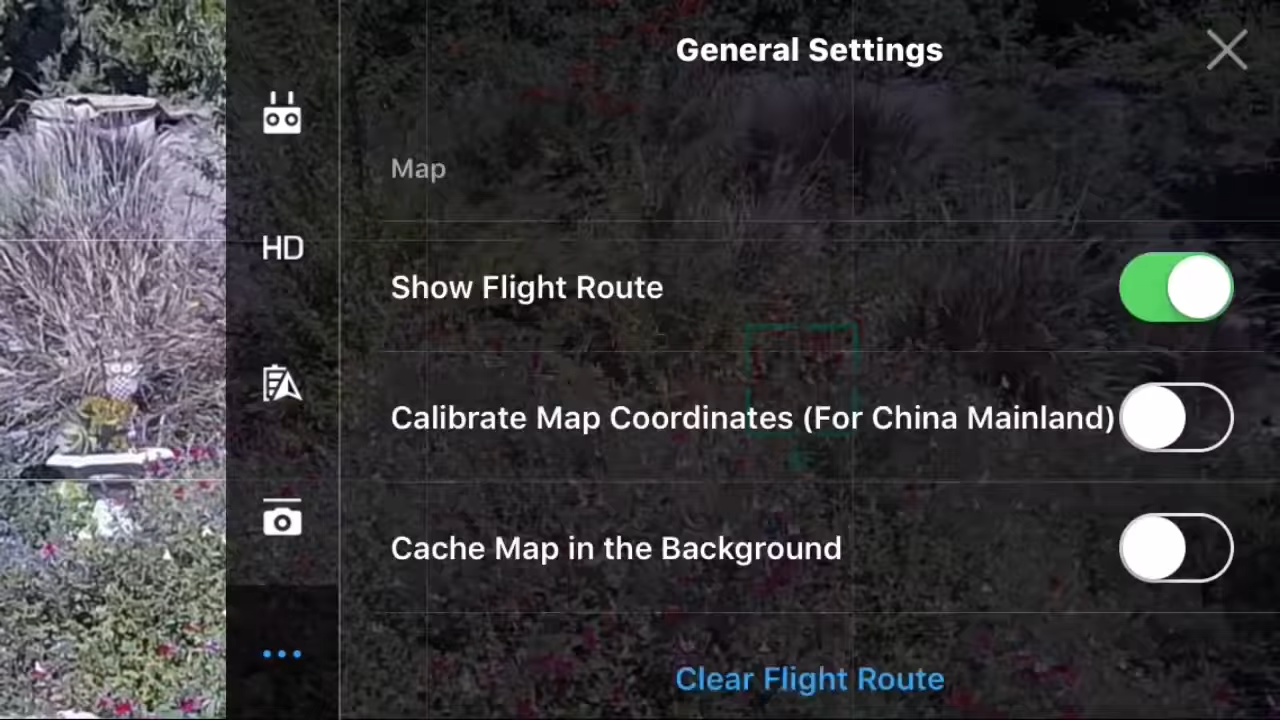 General Settings
Map
HD
Show Flight Route
Calibrate Map Coordinates (For China Mainland)
Cache Map in the Background
Clear Flight Route